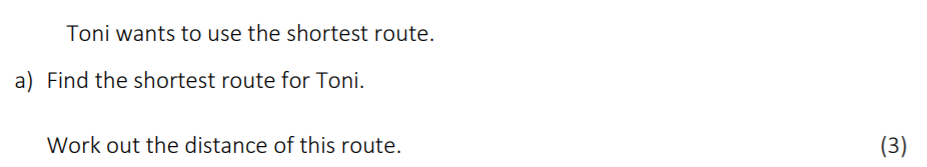 Toni wants to use the shortest route.
a) Find the shortest route for Toni.
Work out the distance of this route. (3)